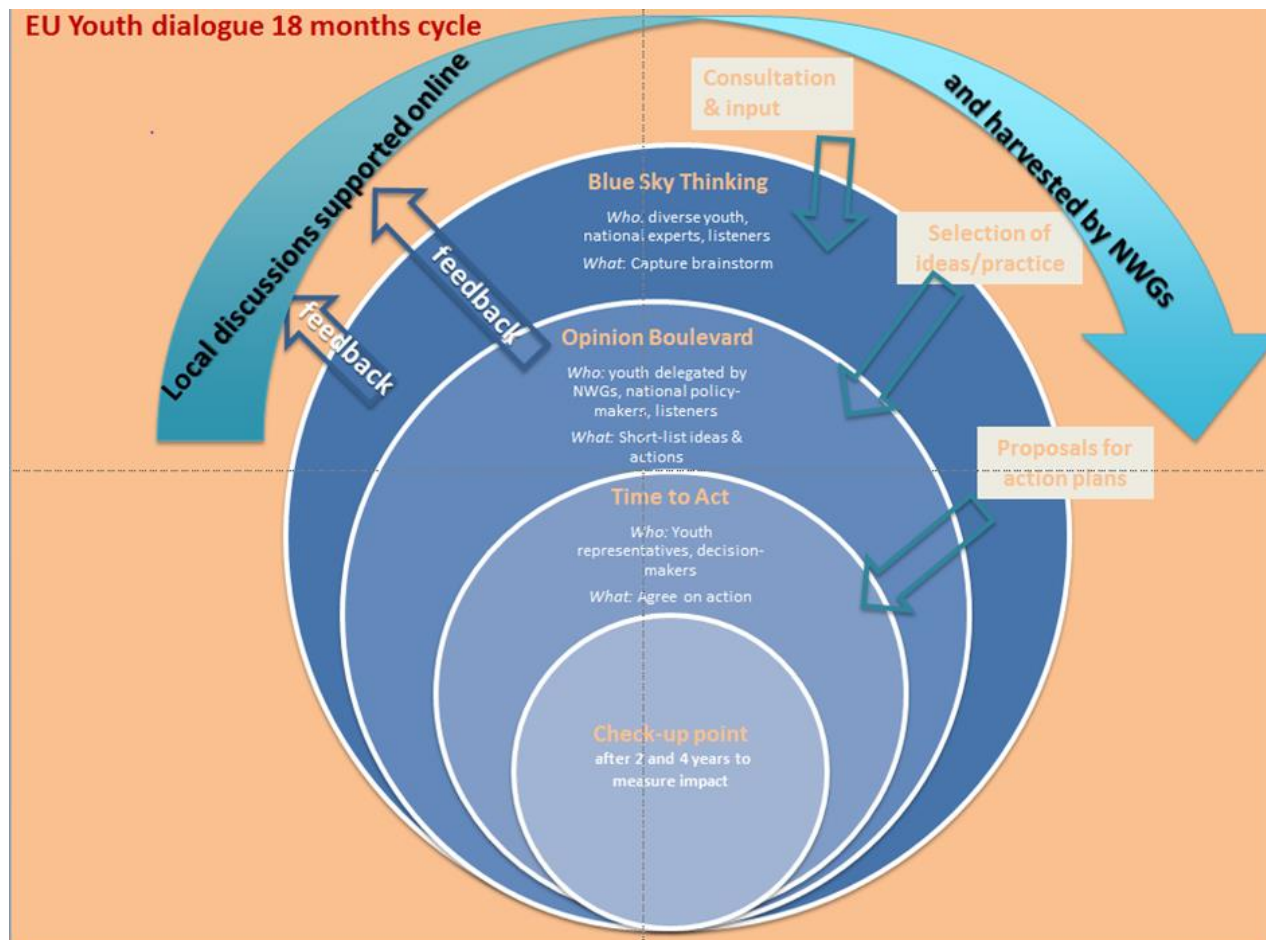 EU Youth dialogue 18 months cycle
Local discussions supported online
and harvested by NWGs
Consultation
& input
Blue Sky Thinking
Who: diverse youth,
national experts, listeners
What: Capture brainstorm
Selection of
ideas/practice
feedback
feedback
Opinion Boulevard
Who: youth delegated by
NWGs, national policy-
makers, listeners
What: Short-list ideas &
actions
Proposals for
action plans
Time to Act
Who: Youth
representatives, decision-
makers
What: Agree on action
Check-up point
after 2 and 4 years to
measure impact